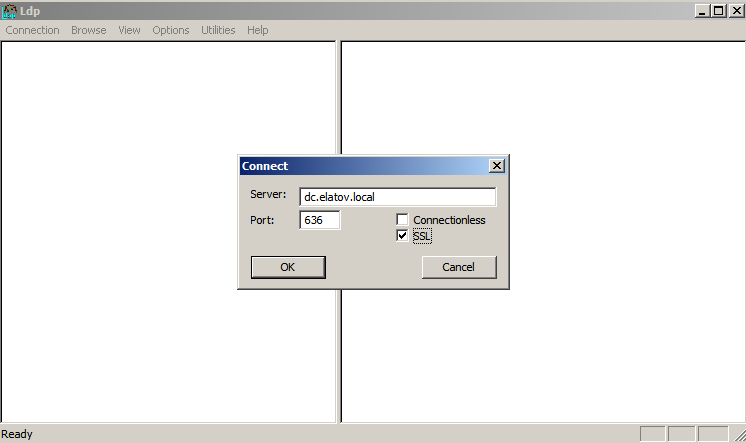 Ldp
Connection Browse View Options Utilities Help
Connect
Server: dc.elatov.local
Port: 636 Connectionless
SSL
OK Cancel
Ready